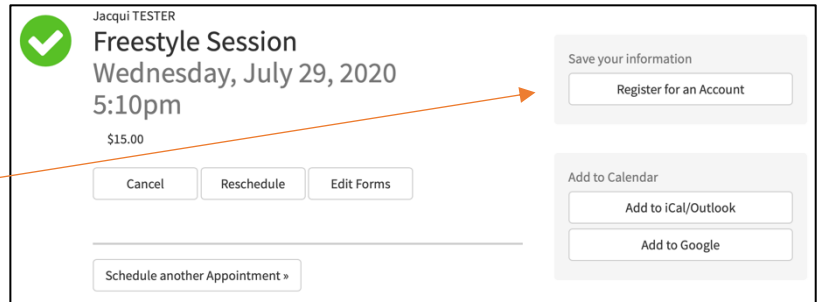 Jacqui TESTER
Freestyle Session
Wednesday, July 29, 2020
5:10pm
$15.00
Cancel
Reschedule
Edit Forms
Schedule another Appointment »
Save your information
Register for an Account
Add to Calendar
Add to iCal/Outlook
Add to Google